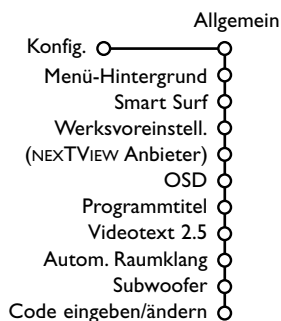 Allgemein
Konfig.
Menü-Hintergrund
Smart Surf
Werksvoreinstell.
(NEXTVIEW Anbieter)
OSD
Programmtitel
Videotext 2.5
Autom. Raumklang
Subwoofer
Code eingeben/ändern